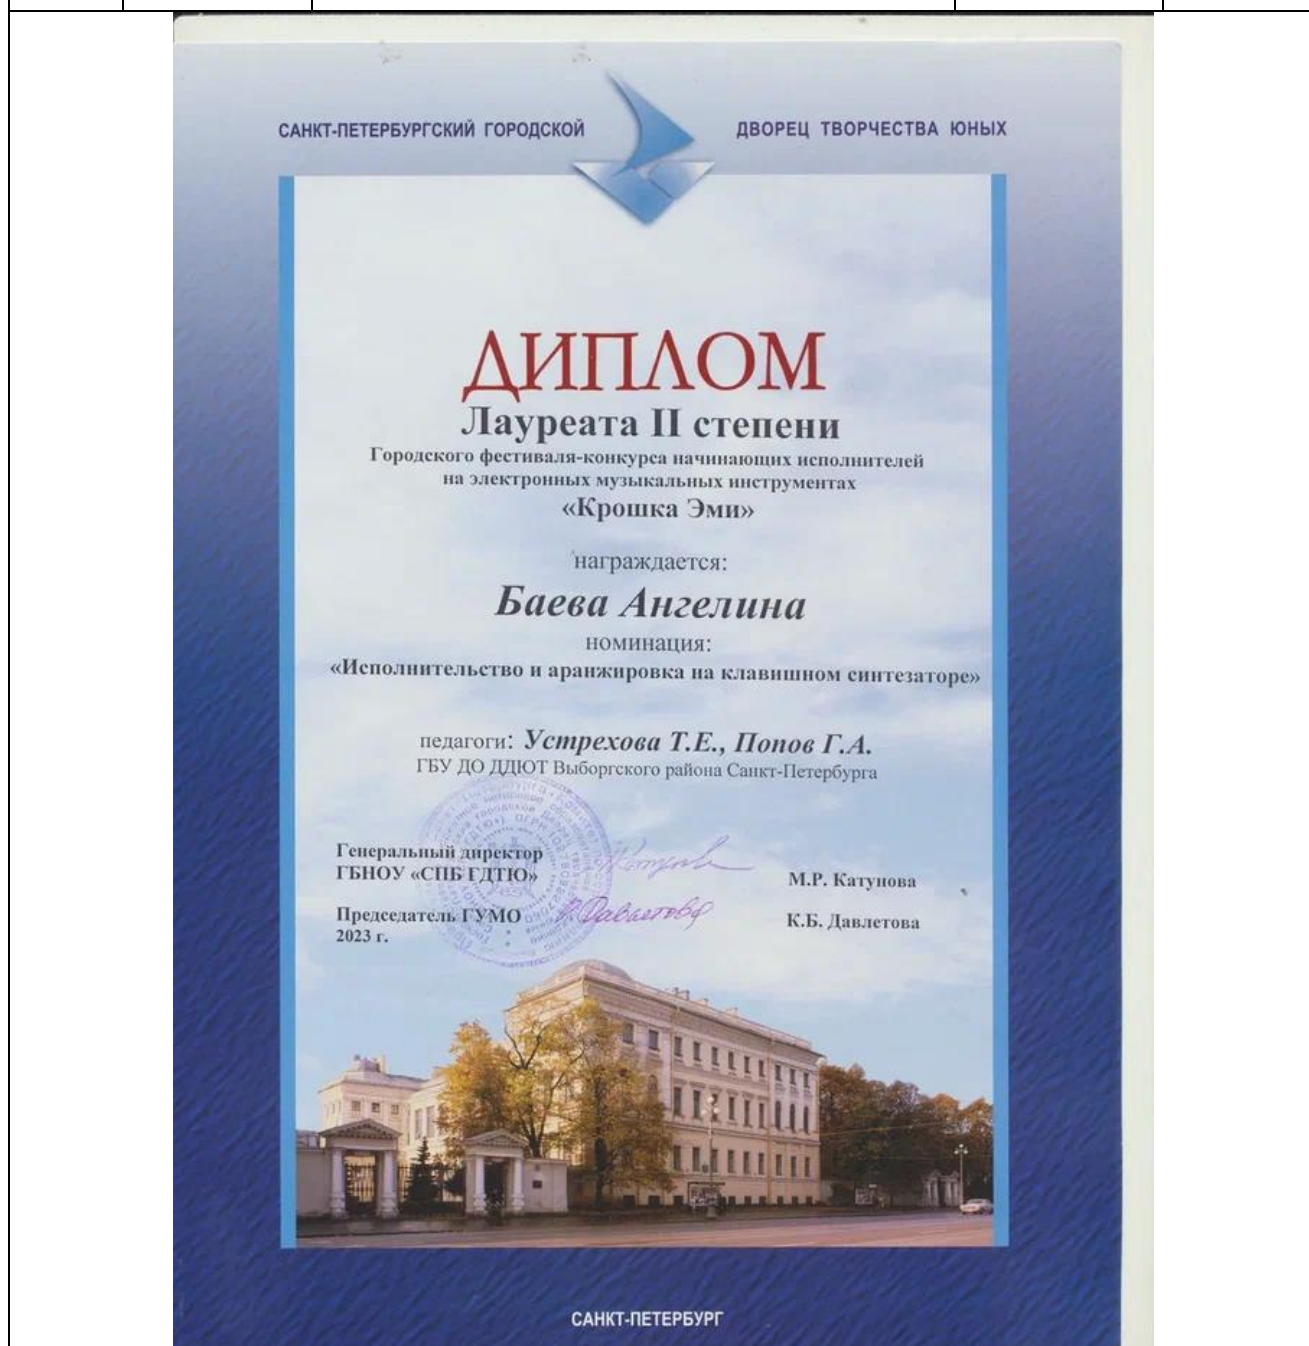 САНКТ-ПЕТЕРБУРГСКИЙ ГОРОДСКОЙ ДВОРЕЦ ТВОРЧЕСТВА ЮНЫХ
ДИПЛОМ
Лауреата II степени
Городского фестиваля-конкурса начинающих исполнителей
на электронных музыкальных инструментах
«Крошка Эми»
награждается:
Баева Ангелина
номинация:
«Исполнительство и аранжировка на клавишном синтезаторе»
педагоги: Устрехова Т.Е., Попов Г.А.
ГБУ ДО ДДЮТ Выборгского района Санкт-Петербурга
Генеральный директор
ГБНОУ «СПБ ГДТЮ»
М.Р. Катунова
Председатель ГУМО
К.Б. Давлетова
2023 г.
САНКТ-ПЕТЕРБУРГ